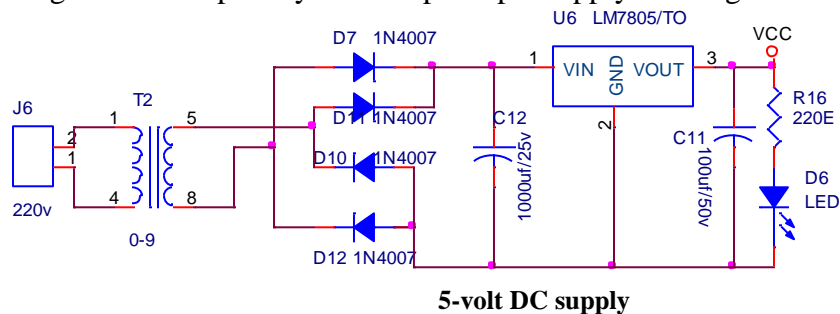 U6 LM7805/TO
VCC
D7 1N4007
1
VIN
GND
VOUT
3
J6
T2
R16
220E
1
5
D11 1N4007
C12
2
2
C11
1
D10 1N4007
1000uf/25v
100uf/50v
D6
LED
4
8
220v
0-9
D12 1N4007
5-volt DC supply